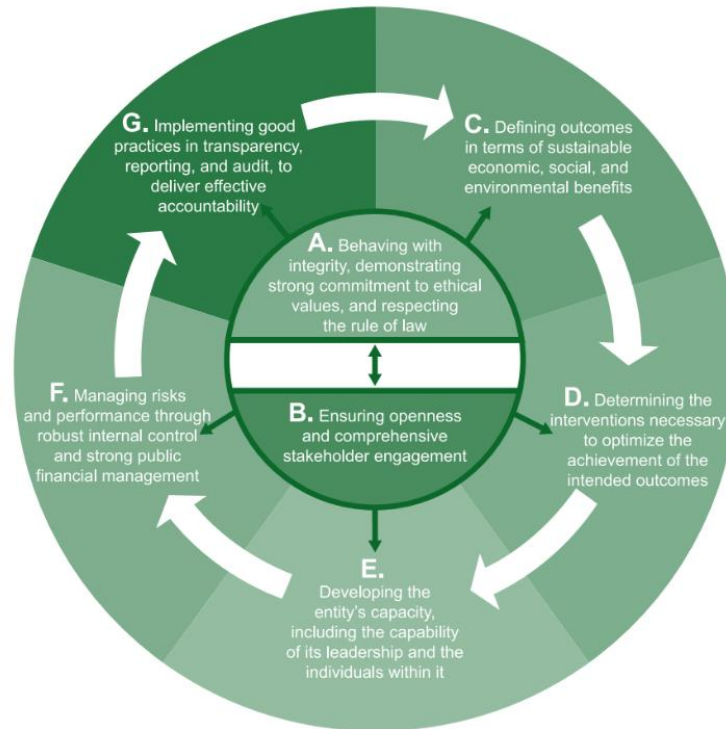 A. Behaving with
integrity, demonstrating
strong commitment to ethical
values, and respecting
the rule of law
B. Ensuring openness
and comprehensive
stakeholder engagement
C. Defining outcomes
in terms of sustainable
economic, social, and
environmental benefits
D. Determining the
interventions necessary
to optimize the
achievement of the
intended outcomes
E.
Developing the
entity's capacity,
including the capability
of its leadership and the
individuals within it
F. Managing risks
and performance through
robust internal control
and strong public
financial management
G. Implementing good
practices in transparency,
reporting, and audit, to
deliver effective
accountability